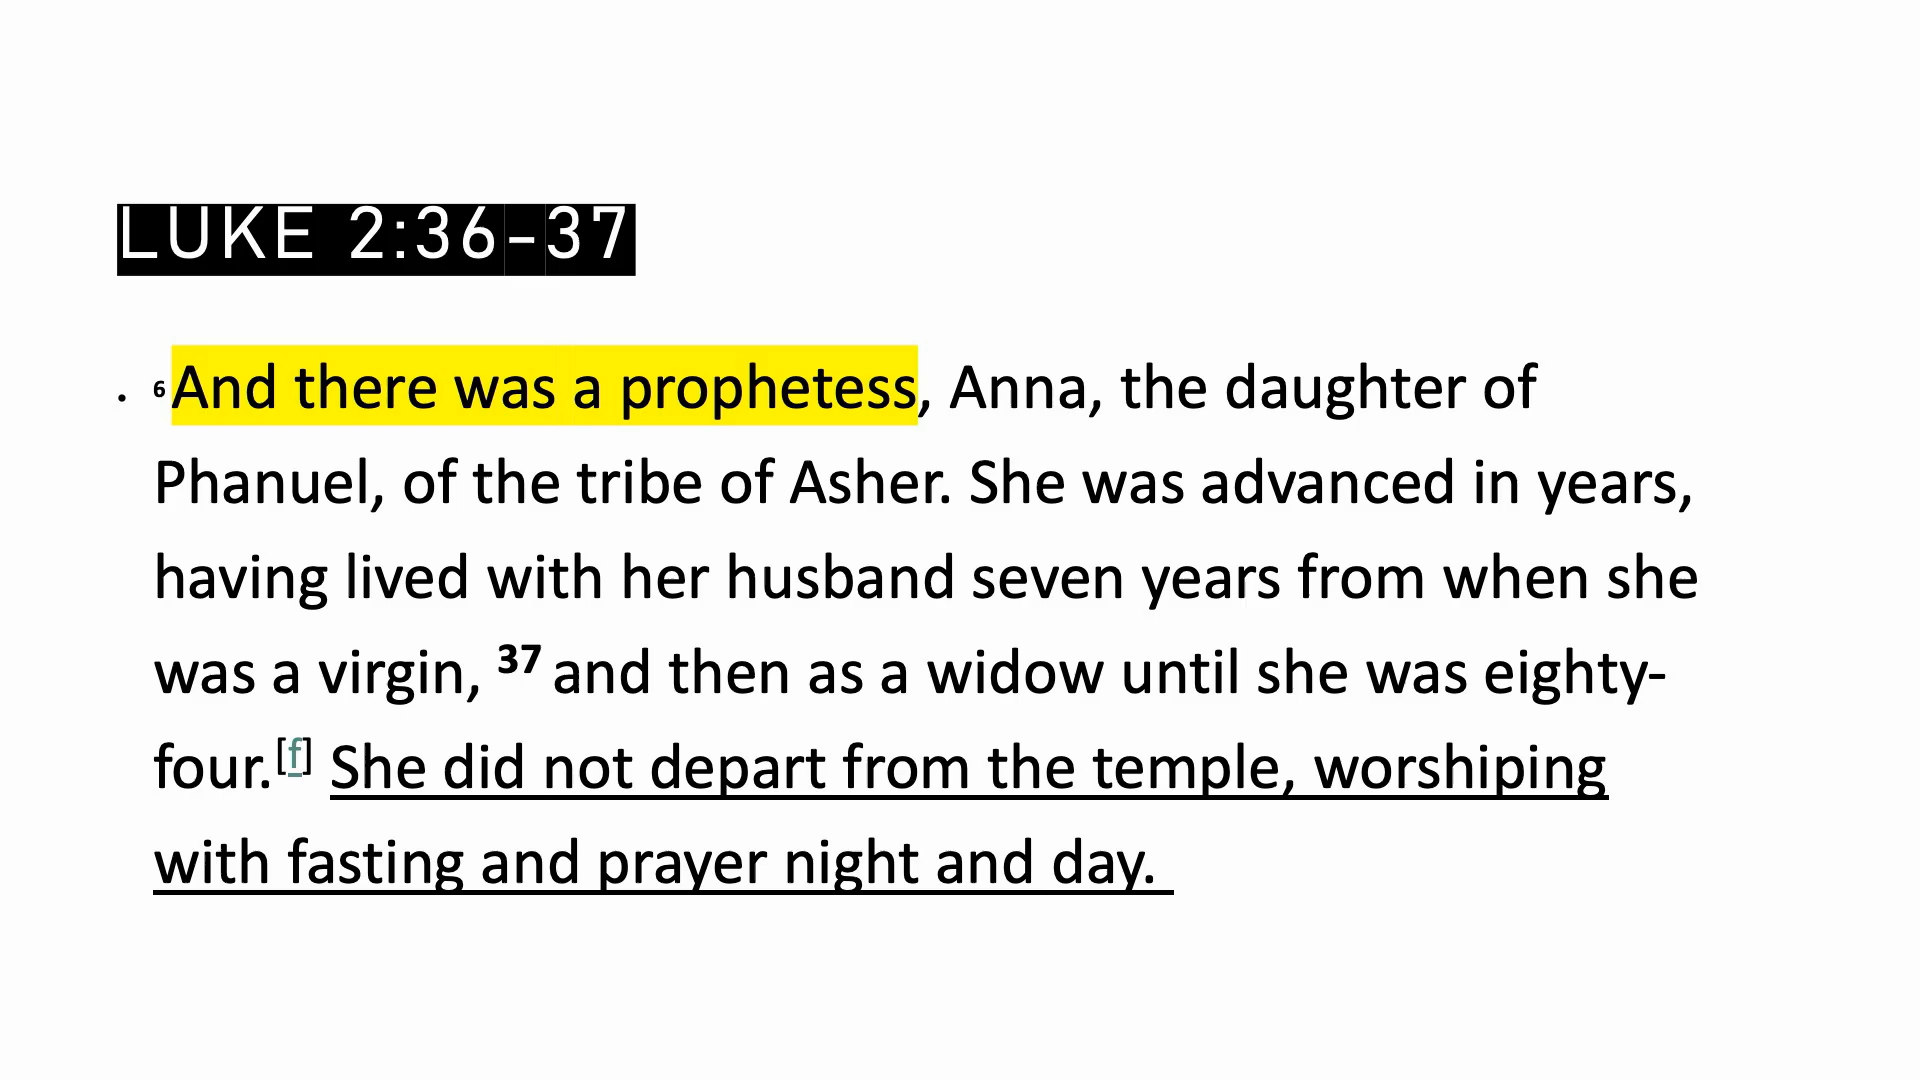 LUKE 2:36–37
• 6 And there was a prophetess, Anna, the daughter of
Phanuel, of the tribe of Asher. She was advanced in years,
having lived with her husband seven years from when she
was a virgin, 37 and then as a widow until she was eighty-
four.[f] She did not depart from the temple, worshiping
with fasting and prayer night and day.